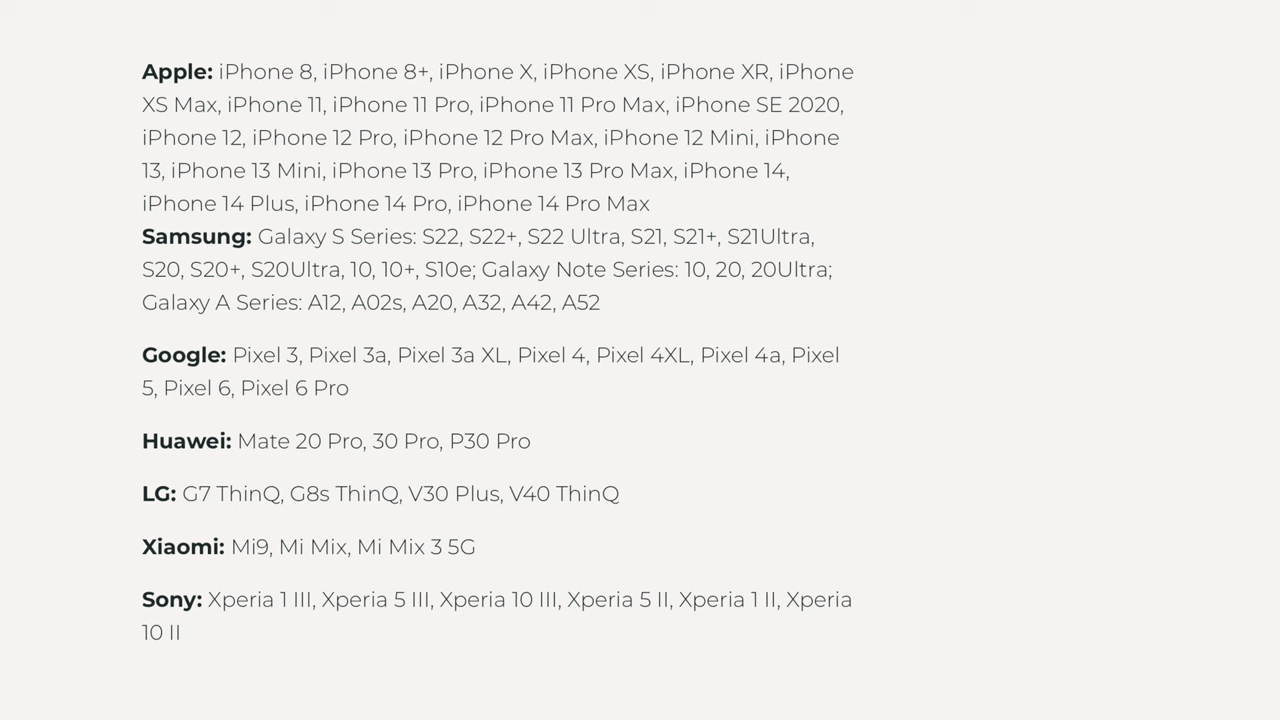 Apple: iPhone 8, iPhone 8+, iPhone X, iPhone XS, iPhone XR, iPhone
XS Max, iPhone 11, iPhone 11 Pro, iPhone 11 Pro Max, iPhone SE 2020,
iPhone 12, iPhone 12 Pro, iPhone 12 Pro Max, iPhone 12 Mini, iPhone
13, iPhone 13 Mini, iPhone 13 Pro, iPhone 13 Pro Max, iPhone 14,
iPhone 14 Plus, iPhone 14 Pro, iPhone 14 Pro Max
Samsung: Galaxy S Series: S22, S22+, S22 Ultra, S21, S21+, S21Ultra,
S20, S20+, S20Ultra, 10, 10+, S10e; Galaxy Note Series: 10, 20, 20Ultra;
Galaxy A Series: A12, A02s, A20, A32, A42, A52
Google: Pixel 3, Pixel 3a, Pixel 3a XL, Pixel 4, Pixel 4XL, Pixel 4a, Pixel
5, Pixel 6, Pixel 6 Pro
Huawei: Mate 20 Pro, 30 Pro, P30 Pro
LG: G7 ThinQ, G8s ThinQ, V30 Plus, V40 ThinQ
Xiaomi: Mi9, Mi Mix, Mi Mix 3 5G
Sony: Xperia 1 III, Xperia 5 III, Xperia 10 III, Xperia 5 II, Xperia 1 II, Xperia
10 II